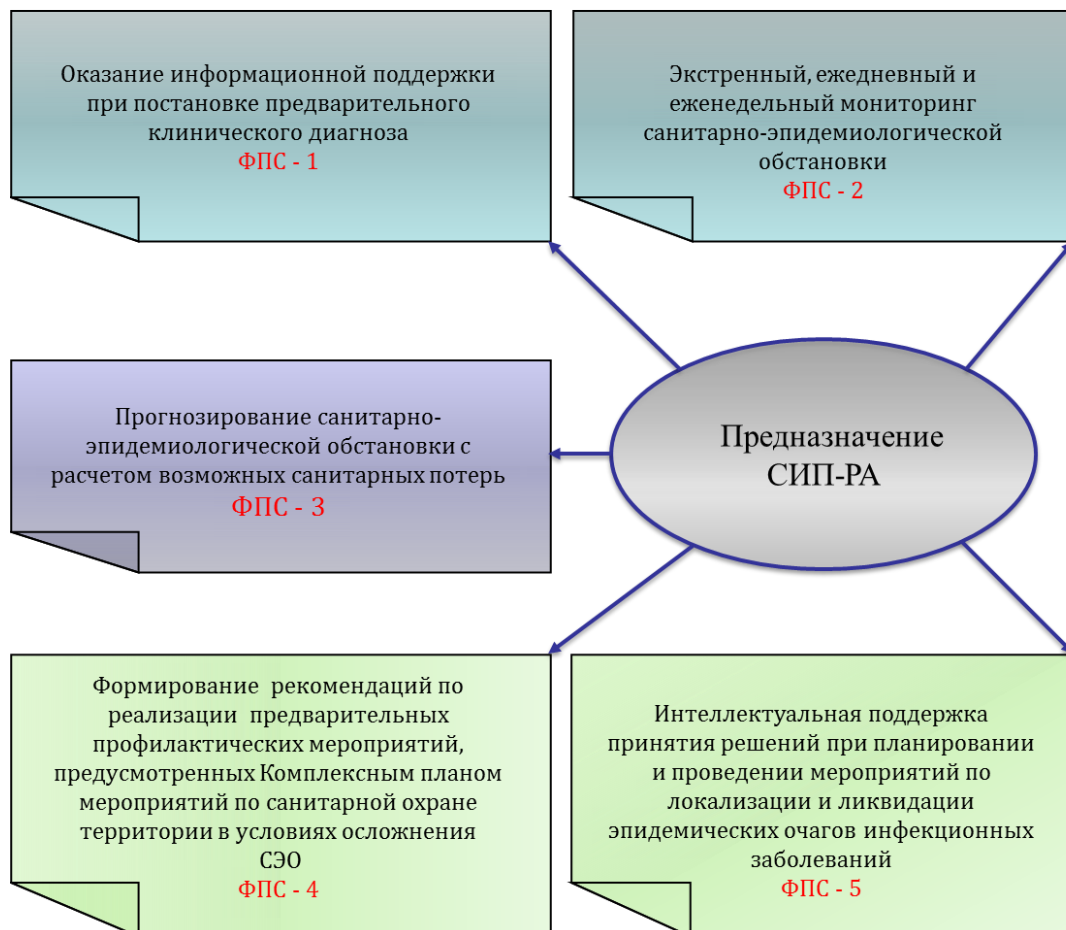 Оказание информационной поддержки
при постановке предварительного
клинического диагноза
ФПС - 1
Экстренный, ежедневный и
еженедельный мониторинг
санитарно-эпидемиологической
обстановки
ФПС - 2
Прогнозирование санитарно-
эпидемиологической обстановки с
расчетом возможных санитарных потерь
ФПС - 3
Предназначение
СИП-РА
Формирование рекомендаций по
реализации предварительных
профилактических мероприятий,
предусмотренных Комплексным планом
мероприятий по санитарной охране
территории в условиях осложнения
СЭО
ФПС - 4
Интеллектуальная поддержка
принятия решений при планировании
и проведении мероприятий по
локализации и ликвидации
эпидемических очагов инфекционных
заболеваний
ФПС - 5